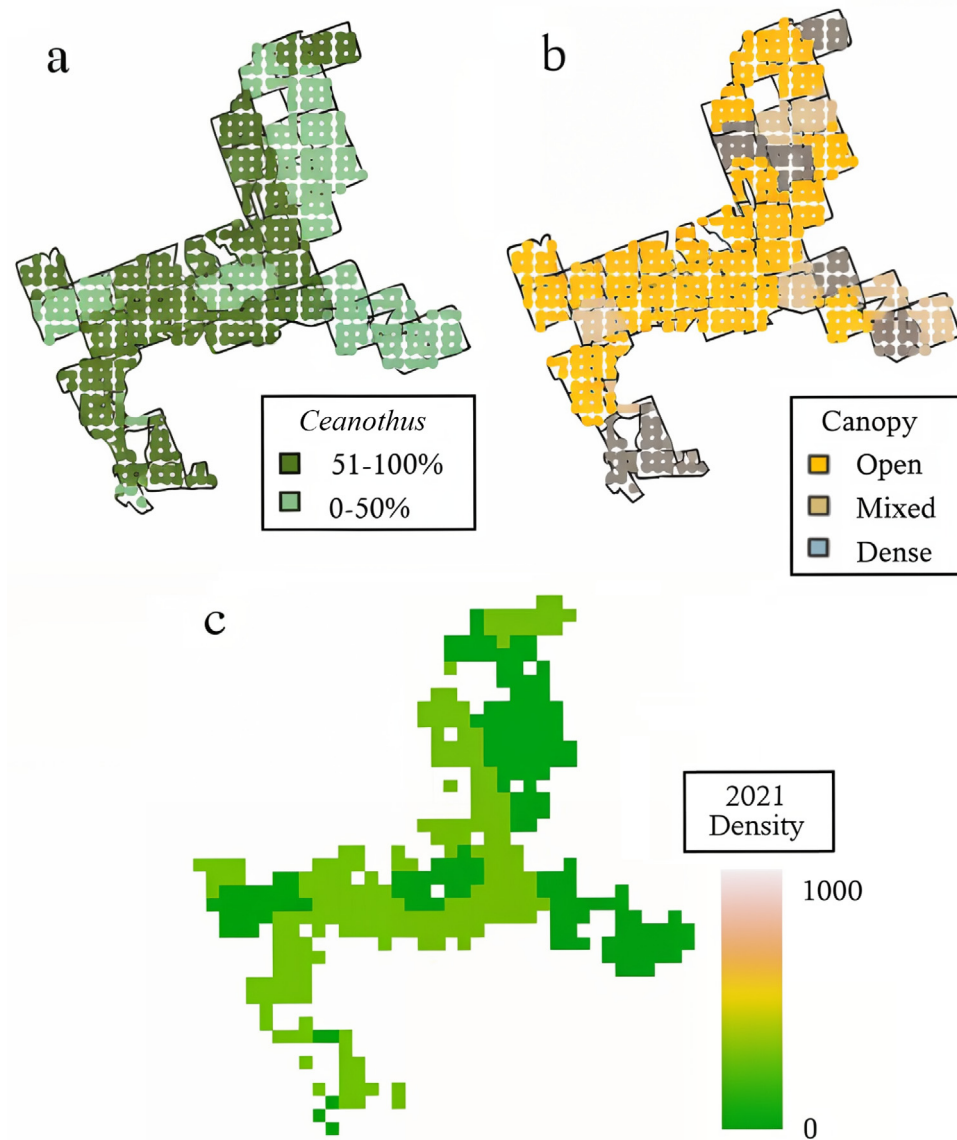 a
b
Ceanothus
51-100%
0-50%
Canopy
Open
Mixed
Dense
c
2021
Density
1000
0